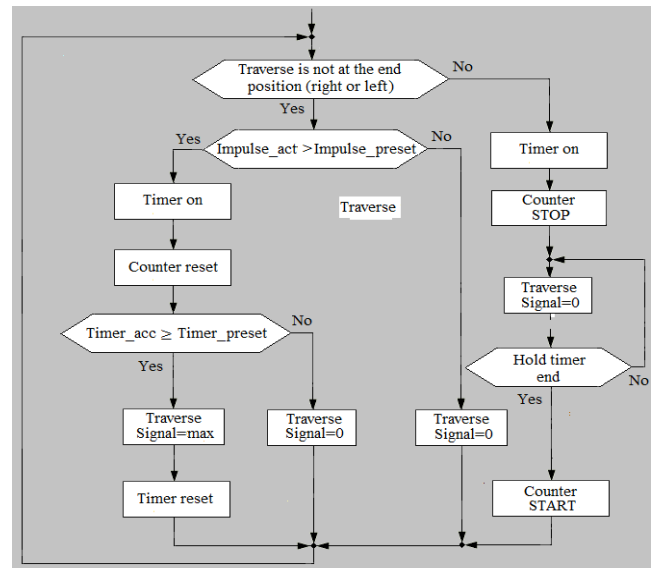 Traverse is not at the end
position (right or left)
No
Yes
Yes
Impulse_act >Impulse_preset
No
Timer on
Timer on
Traverse
Counter
STOP
Counter reset
Traverse
Signal=0
Timer_acc ≥ Timer_preset
No
Hold timer
end
No
Yes
Yes
Traverse
Signal=max
Traverse
Signal=0
Traverse
Signal=0
Timer reset
Counter
START